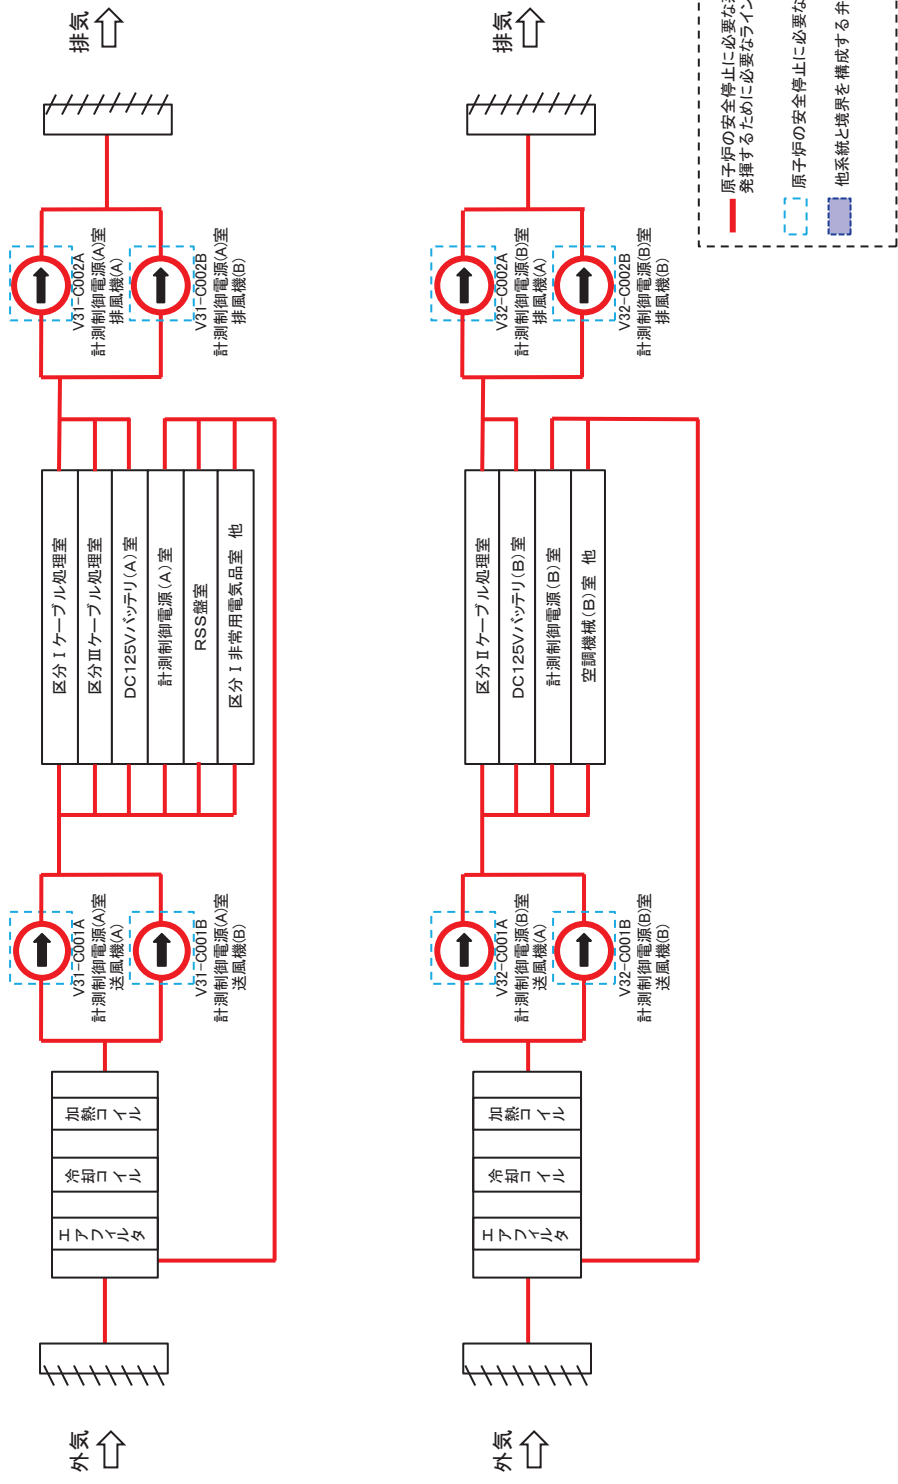 外気
エアフィルタ
冷却コイル
加熱コイル
V31-C001A
計測制御電源(A)室
送風機(A)
V31-C001B
計測制御電源(A)室
送風機(B)
区分Ⅰケーブル処理室
区分Ⅲケーブル処理室
DC125Vバッテリ(A)室
計測制御電源(A)室
RSS盤室
区分Ⅰ非常用電気品室 他
V31-C002A
計測制御電源(A)室
排風機(A)
V31-C002B
計測制御電源(A)室
排風機(B)
排気
外気
エアフィルタ
冷却コイル
加熱コイル
V32-C001A
計測制御電源(B)室
送風機(A)
V32-C001B
計測制御電源(B)室
送風機(B)
区分Ⅱケーブル処理室
DC125Vバッテリ(B)室
計測制御電源(B)室
空調機械(B)室 他
V32-C002A
計測制御電源(B)室
排風機(A)
V32-C002B
計測制御電源(B)室
排風機(B)
排気
原子炉の安全停止に必要な
発揮するために必要なライン
原子炉の安全停止に必要な
他系統と境界を構成する弁